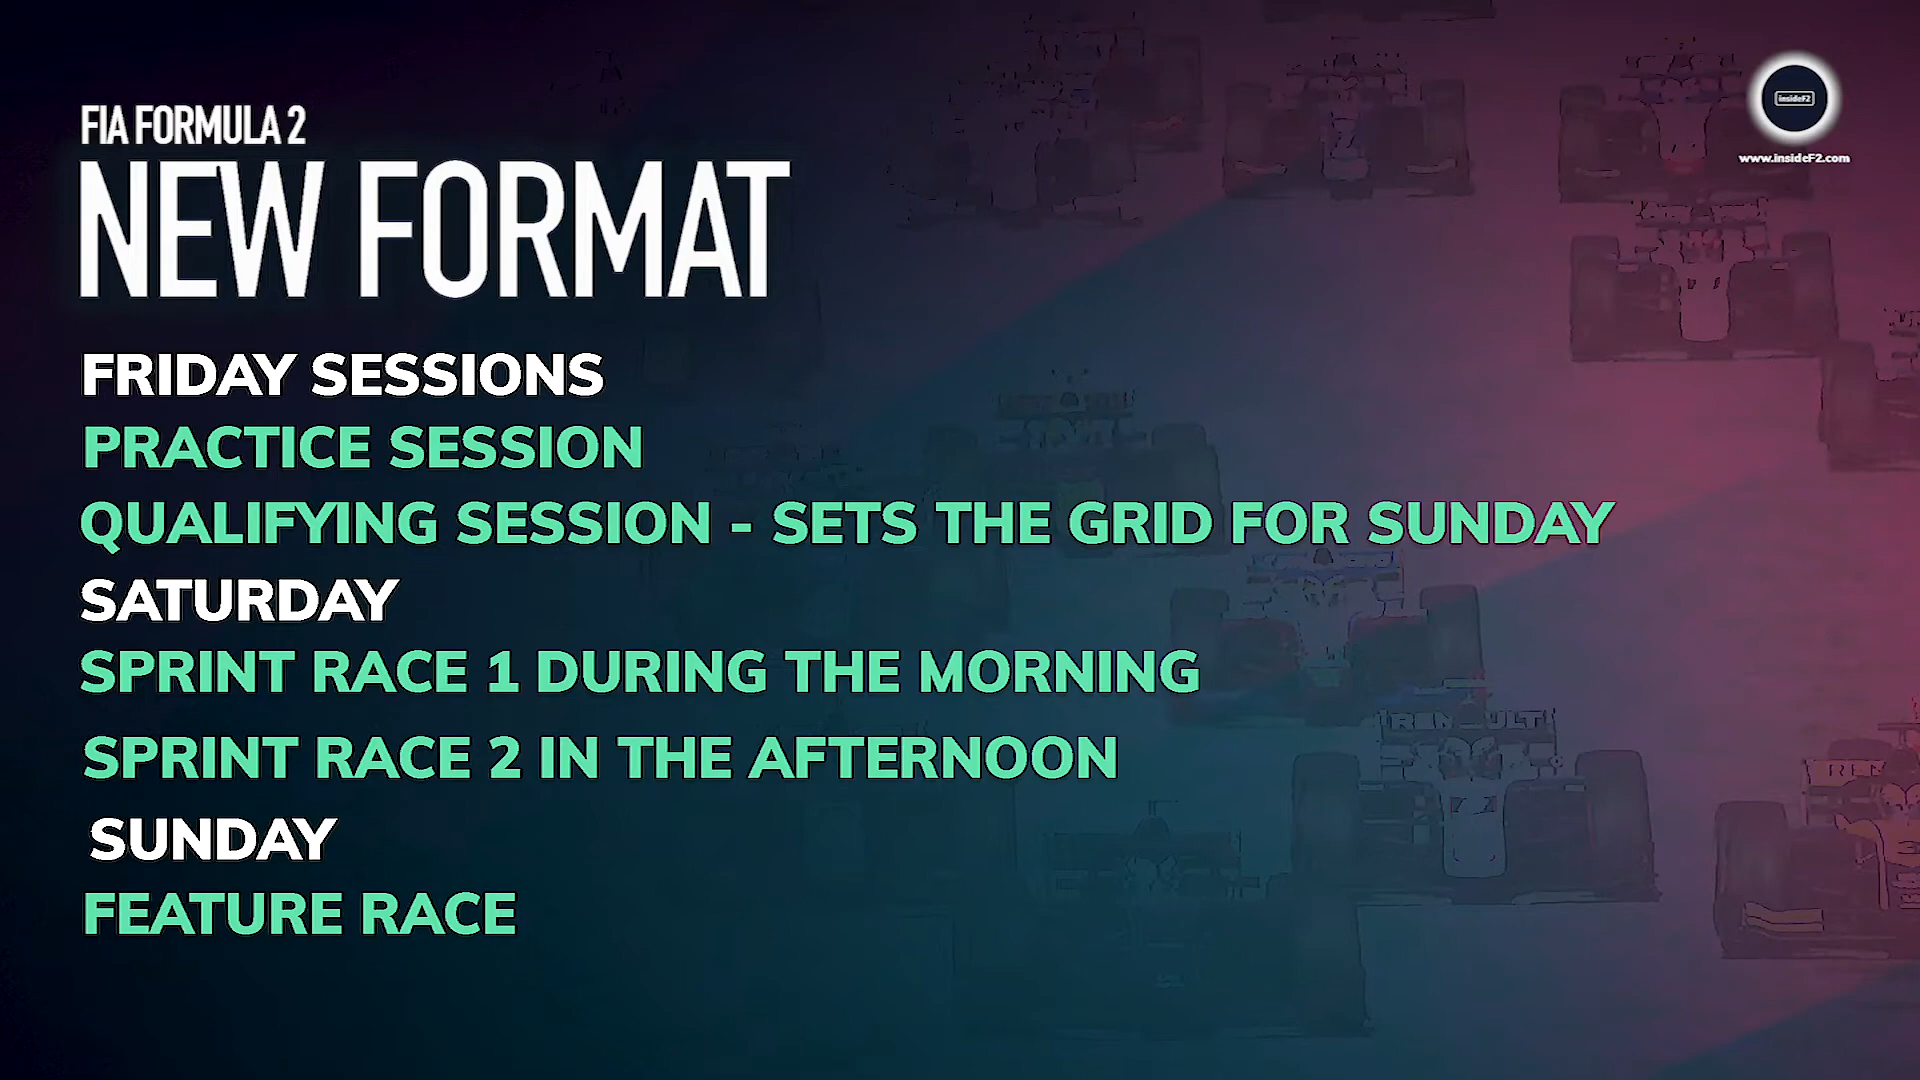 insideF2
www.insideF2.com
FIA FORMULA 2
NEW FORMAT
FRIDAY SESSIONS
PRACTICE SESSION
QUALIFYING SESSION - SETS THE GRID FOR SUNDAY
SATURDAY
SPRINT RACE 1 DURING THE MORNING
SPRINT RACE 2 IN THE AFTERNOON
RENAULT
SUNDAY
FEATURE RACE